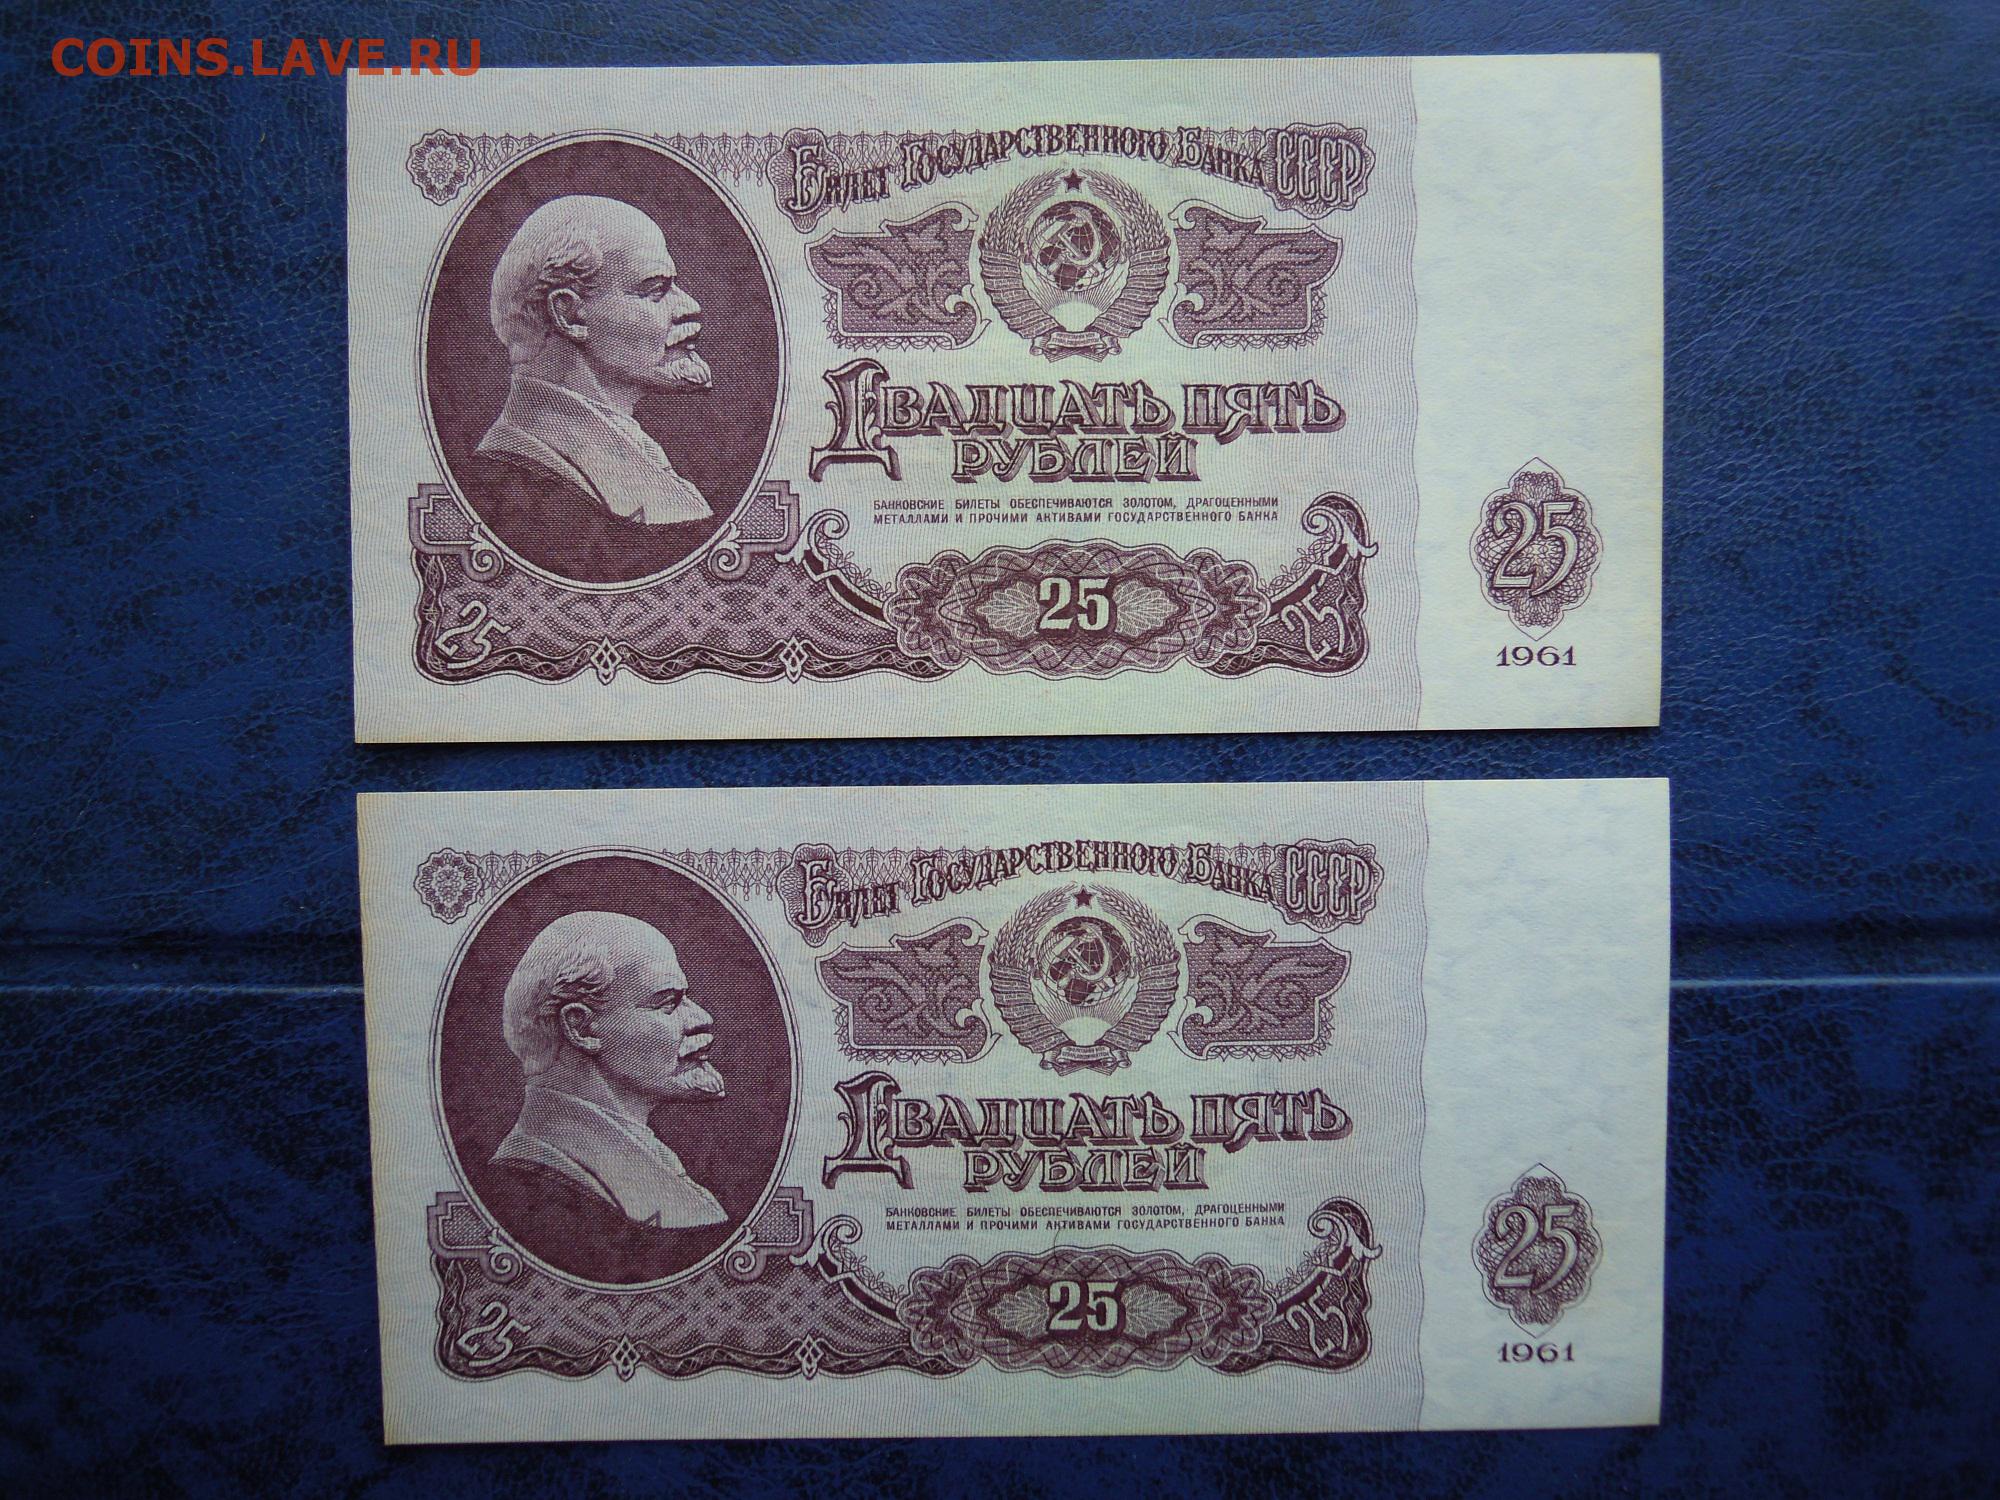 COINS.LAVE.RU
Билет Государственного Банка СССР
Двадцать пять
рублей
БАНКОВСКИЕ БИЛЕТЫ ОБЕСПЕЧИВАЮТСЯ ЗОЛОТОМ, ДРАГОЦЕННЫМИ
МЕТАЛЛАМИ И ПРОЧИМИ АКТИВАМИ ГОСУДАРСТВЕННОГО БАНКА
25
25 25 25
1961
Билет Государственного Банка СССР
Двадцать пять
рублей
БАНКОВСКИЕ БИЛЕТЫ ОБЕСПЕЧИВАЮТСЯ ЗОЛОТОМ, ДРАГОЦЕННЫМИ
МЕТАЛЛАМИ И ПРОЧИМИ АКТИВАМИ ГОСУДАРСТВЕННОГО БАНКА
25
25 25 25
1961